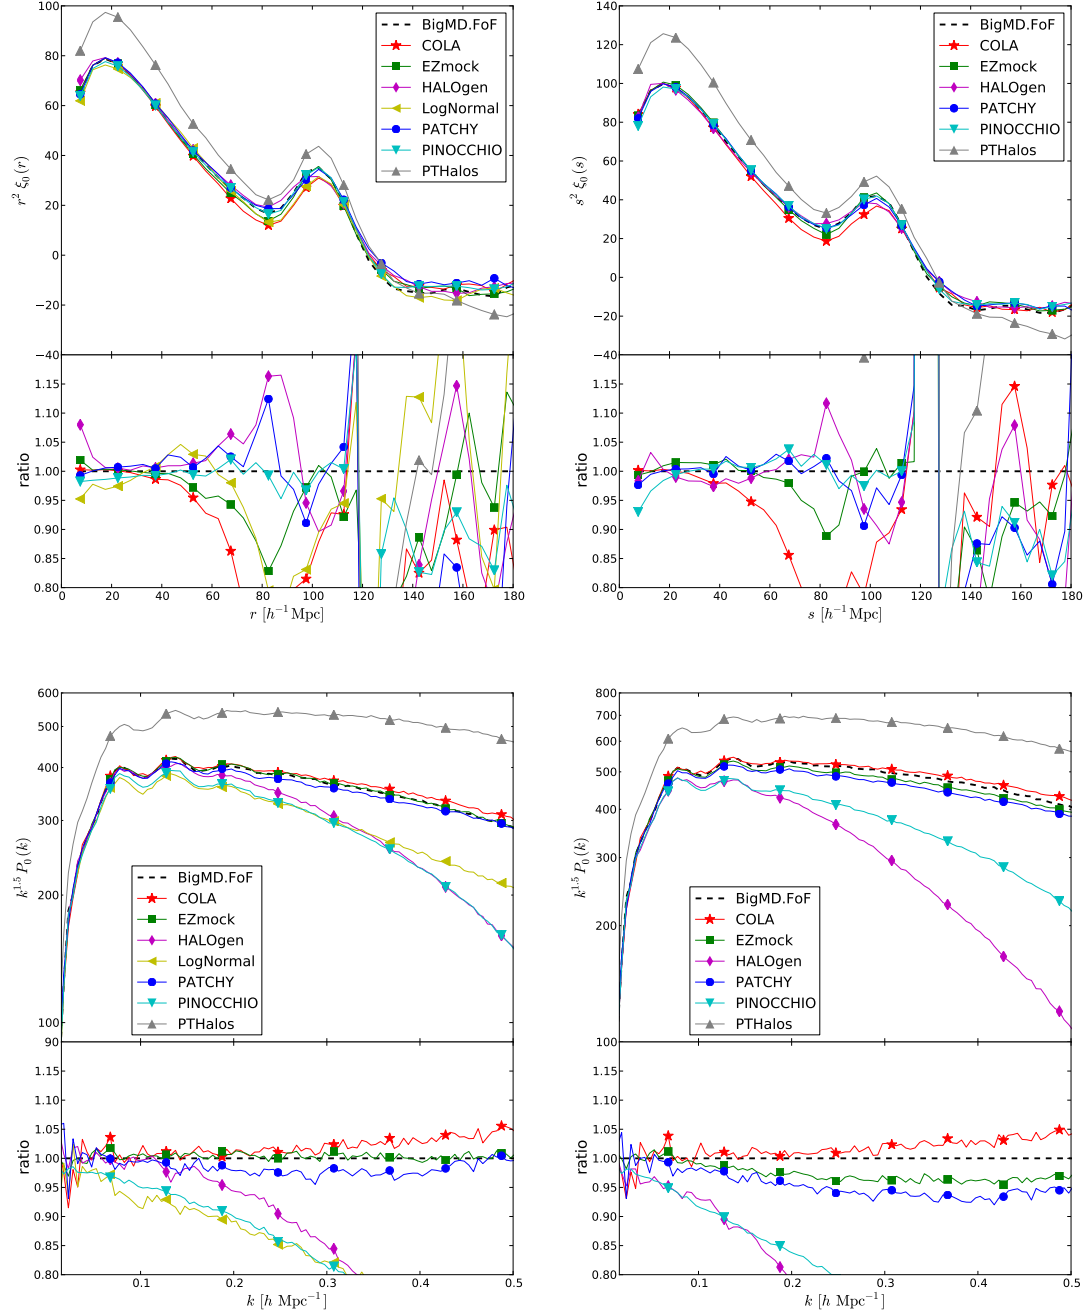 r² ξ₀(r)
100
80
60
40
20
0
−20
−40
BigMD.FoF
COLA
EZmock
HALOgen
LogNormal
PATCHY
PINOCCHIO
PTHalos
ratio
1.15
1.10
1.05
1.00
0.95
0.90
0.85
0.80
0 20 40 60 80 100 120 140 160 180
r [h⁻¹Mpc]
s² ξ₀(s)
140
120
100
80
60
40
20
0
−20
−40
BigMD.FoF
COLA
EZmock
HALOgen
PATCHY
PINOCCHIO
PTHalos
ratio
1.15
1.10
1.05
1.00
0.95
0.90
0.85
0.80
0 20 40 60 80 100 120 140 160 180
s [h⁻¹Mpc]
k^1.5 P₀(k)
600
500
400
300
200
100
90
BigMD.FoF
COLA
EZmock
HALOgen
LogNormal
PATCHY
PINOCCHIO
PTHalos
ratio
1.15
1.10
1.05
1.00
0.95
0.90
0.85
0.80
0.1 0.2 0.3 0.4 0.5
k [h Mpc⁻¹]
k^1.5 P₀(k)
800
700
600
500
400
300
200
100
BigMD.FoF
COLA
EZmock
HALOgen
PATCHY
PINOCCHIO
PTHalos
ratio
1.15
1.10
1.05
1.00
0.95
0.90
0.85
0.80
0.1 0.2 0.3 0.4 0.5
k [h Mpc⁻¹]